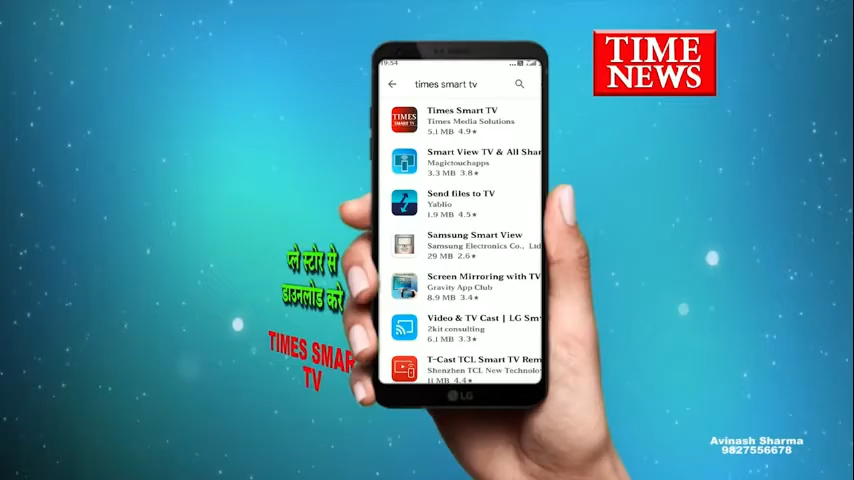 TIME
NEWS
19:54
times smart tv
Times Smart TV
Times Media Solutions
5.1 MB 4.9★
Smart View TV & All Shar
Magictouchapps
3.3 MB 3.8★
Send files to TV
Yablio
1.9 MB 4.5★
Samsung Smart View
Samsung Electronics Co., Ltd
29 MB 2.6★
Screen Mirroring with TV
Gravity App Club
8.9 MB 3.4★
Video & TV Cast | LG Sm
2kit consulting
6.1 MB 3.3★
T-Cast TCL Smart TV Rem
Shenzhen TCL New Technolo
11 MB 4.4★
TIMES
SMART TV
LG
प्ले स्टोर से
डाउनलोड करे
TIMES SMAR
TV
Avinash Sharma
9827556678